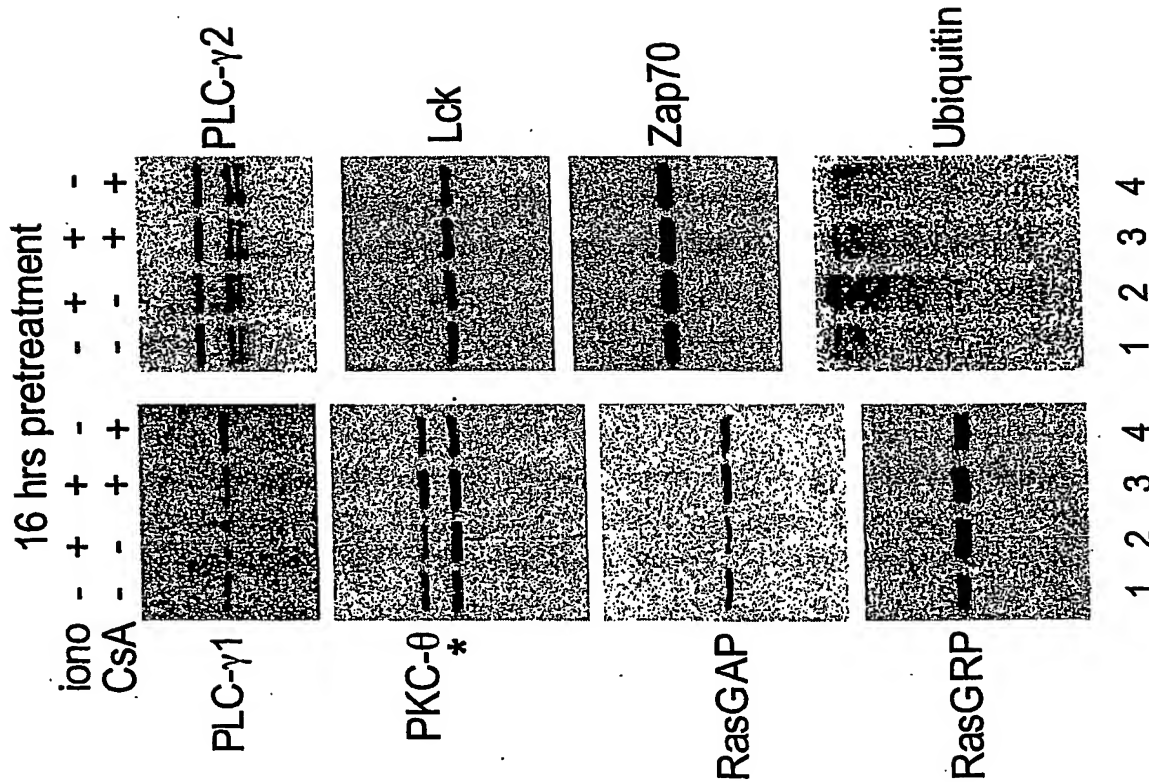 16 hrs pretreatment
iono - + + - - + + -
CsA - - + + - - + +
PLC-γ1
PLC-γ2
PKC-θ
*
Lck
RasGAP
Zap70
RasGRP
Ubiquitin
1 2 3 4 1 2 3 4